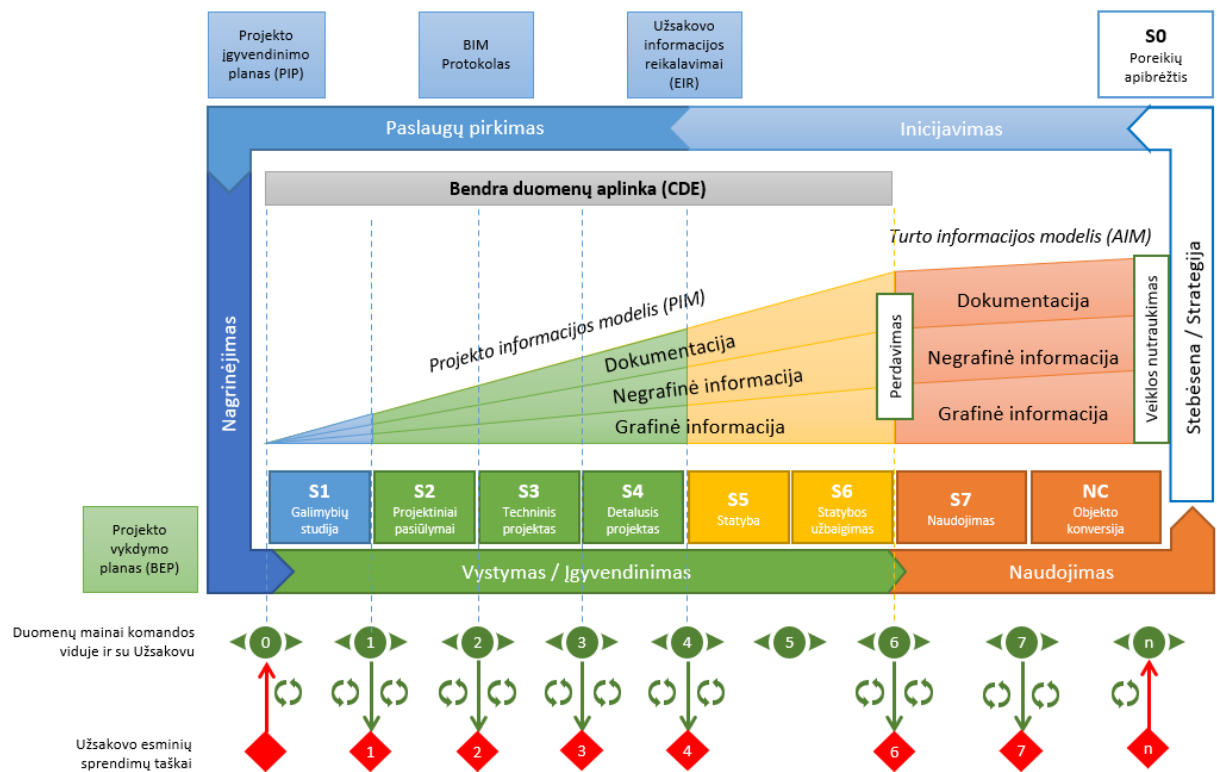 Projekto
įgyvendinimo
planas (PIP)
BIM
Protokolas
Užsakovo
informacijos
reikalavimai
(EIR)
S0
Poreikių
apibrėžtis
Paslaugų pirkimas
Inicijavimas
Bendra duomenų aplinka (CDE)
Turto informacijos modelis (AIM)
Nagrinėjimas
Projekto informacijos modelis (PIM)
Dokumentacija
Negrafinė informacija
Grafinė informacija
Perdavimas
Dokumentacija
Negrafinė informacija
Grafinė informacija
Veiklos nutraukimas
Stebėsena / Strategija
S1
Galimybių
studija
S2
Projektiniai
pasiūlymai
S3
Techninis
projektas
S4
Detalusis
projektas
S5
Statyba
S6
Statybos
užbaigimas
S7
Naudojimas
NC
Objekto
konversija
Projekto
vykdymo
planas (BEP)
Vystymas / Įgyvendinimas
Naudojimas
Duomenų mainai komandos
viduje ir su Užsakovu
0 1 2 3 4 5 6 7 n
Užsakovo esminių
sprendimų taškai
1 2 3 4 6 7 n